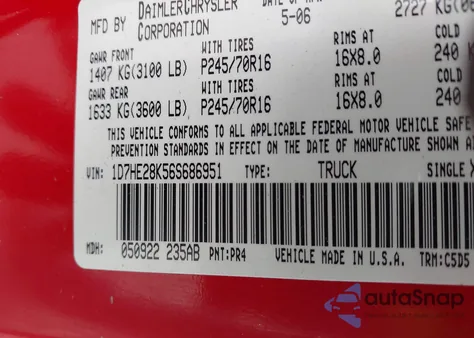 MFD BY DAIMLERCHRYSLER CORPORATION
5-06
2727 KG(
GAWR FRONT WITH TIRES RIMS AT COLD
1407 KG(3100 LB) P245/70R16 16X8.0 240
GAWR REAR WITH TIRES RIMS AT COLD
1633 KG(3600 LB) P245/70R16 16X8.0 240
THIS VEHICLE CONFORMS TO ALL APPLICABLE FEDERAL MOTOR VEHICLE SAFE
PREVENTION STANDARDS IN EFFECT ON THE DATE OF MANUFACTURE SHOWN AB
VIN: 1D7HE28K56S686951 TYPE: TRUCK SINGLE X
MDH: 050922 235AB PNT:PR4 VEHICLE MADE IN U.S.A. TRM:C5D5
autoSnap